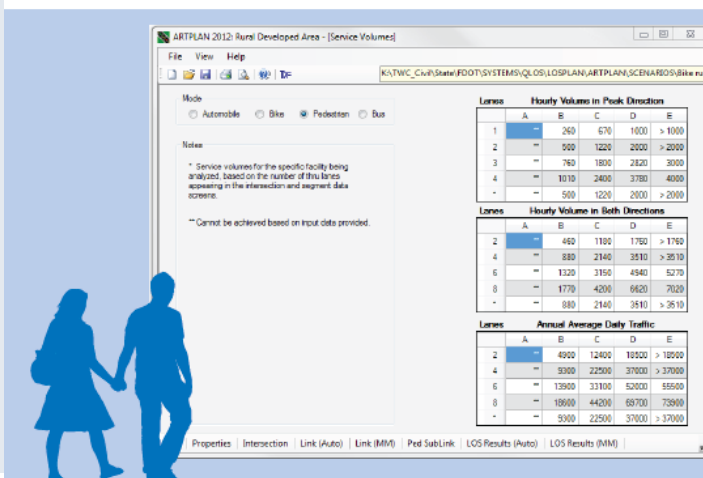 ARTPLAN 2012: Rural Developed Area - [Service Volumes]
File View Help
K:\TWC_Civil\State\FDOT\SYSTEMS\QLOS\LOSPLAN\ARTPLAN\SCENARIOS\Bike ru
Mode
Automobile Bike Pedestrian Bus
Notes
* Service volumes for the specific facility being
analyzed, based on the number of thru lanes
appearing in the intersection and segment data
screens.
** Cannot be achieved based on input data provided.
Lanes Hourly Volume in Peak Direction
A B C D E
1 ** 260 670 1000 > 1000
2 ** 500 1220 2000 > 2000
3 ** 760 1800 2820 3000
4 ** 1010 2400 3780 4000
* ** 500 1220 2000 > 2000
Lanes Hourly Volume in Both Directions
A B C D E
2 ** 460 1180 1760 > 1760
4 ** 880 2140 3510 > 3510
6 ** 1320 3150 4940 5270
8 ** 1770 4200 6620 7020
* ** 880 2140 3510 > 3510
Lanes Annual Average Daily Traffic
A B C D E
2 ** 4900 12400 18500 > 18500
4 ** 9300 22500 37000 > 37000
6 ** 13900 33100 52000 55500
8 ** 18600 44200 69700 73900
* ** 9300 22500 37000 > 37000
Properties Intersection Link (Auto) Link (MM) Ped SubLink LOS Results (Auto) LOS Results (MM)